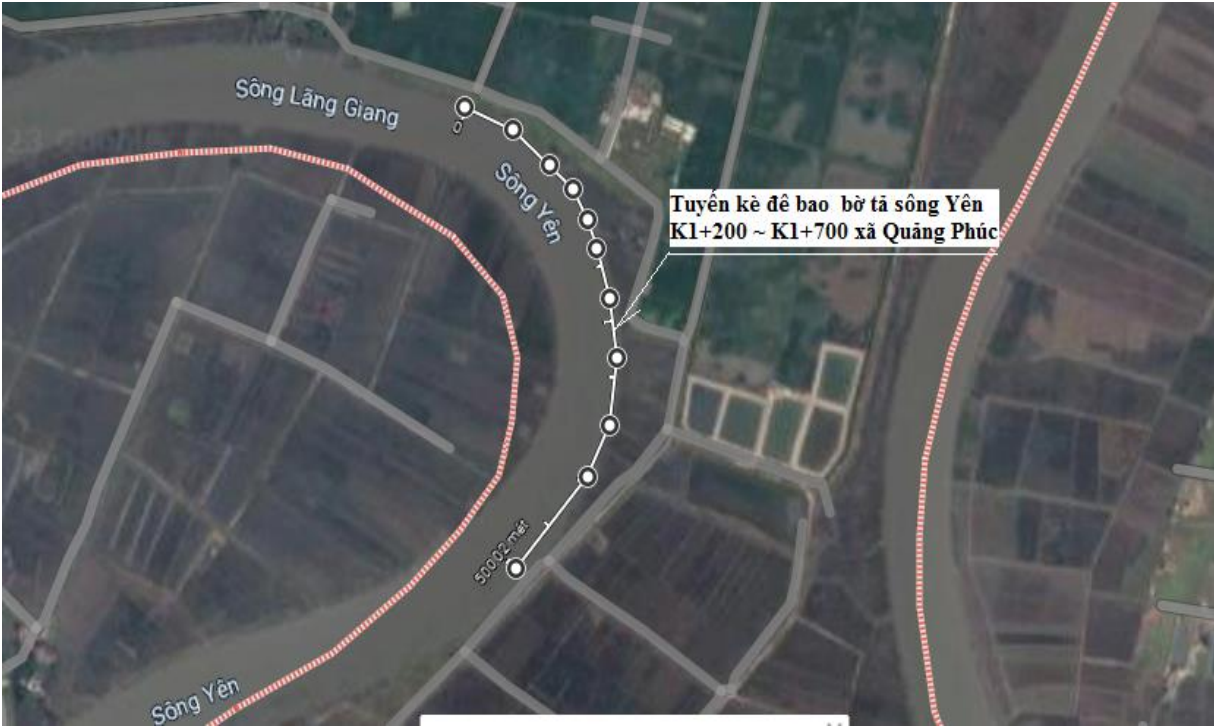 Sông Lãng Giang
0
Sông Yên
Tuyến kè đê bao bờ tả sông Yên
K1+200 ~ K1+700 xã Quảng Phúc
500.02 mét
Sông Yên